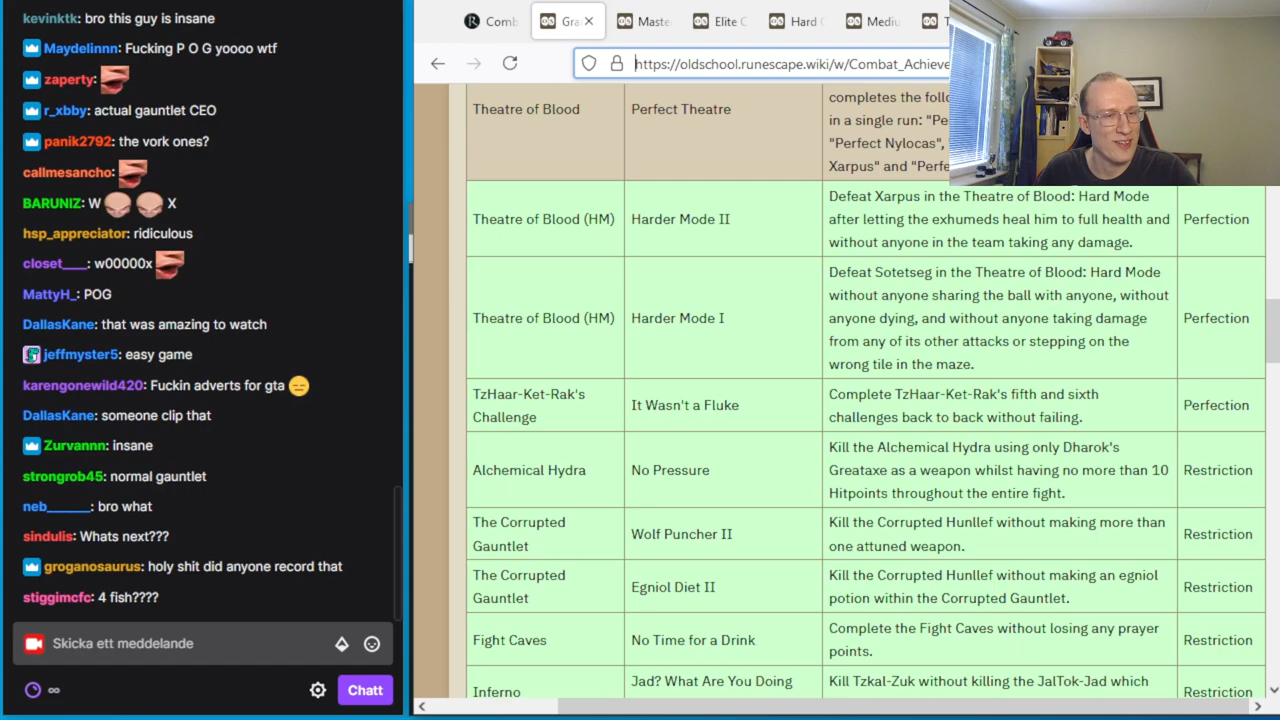 kevinktk: bro this guy is insane
Maydelinnn: Fucking P O G yoooo wtf
zaperty:
r_xbby: actual gauntlet CEO
panik2792: the vork ones?
callmesancho:
BARUNIZ: W X
hsp_appreciator: ridiculous
closet____: w00000x
MattyH_: POG
DallasKane: that was amazing to watch
jeffmyster5: easy game
karengonewild420: Fuckin adverts for gta
DallasKane: someone clip that
Zurvannn: insane
strongrob45: normal gauntlet
neb_______: bro what
sindulis: Whats next???
groganosaurus: holy shit did anyone record that
stiggimcfc: 4 fish????
Skicka ett meddelande
∞
Chatt
Comb
Gra
Maste
Elite C
Hard C
Mediu
T
https://oldschool.runescape.wiki/w/Combat_Achieve
Theatre of Blood
Perfect Theatre
completes the follo
in a single run: "Pe
"Perfect Nylocas",
Xarpus" and "Perfe
Theatre of Blood (HM)
Harder Mode II
Defeat Xarpus in the Theatre of Blood: Hard Mode
after letting the exhumeds heal him to full health and
without anyone in the team taking any damage.
Perfection
Theatre of Blood (HM)
Harder Mode I
Defeat Sotetseg in the Theatre of Blood: Hard Mode
without anyone sharing the ball with anyone, without
anyone dying, and without anyone taking damage
from any of its other attacks or stepping on the
wrong tile in the maze.
Perfection
TzHaar-Ket-Rak's
Challenge
It Wasn't a Fluke
Complete TzHaar-Ket-Rak's fifth and sixth
challenges back to back without failing.
Perfection
Alchemical Hydra
No Pressure
Kill the Alchemical Hydra using only Dharok's
Greataxe as a weapon whilst having no more than 10
Hitpoints throughout the entire fight.
Restriction
The Corrupted
Gauntlet
Wolf Puncher II
Kill the Corrupted Hunllef without making more than
one attuned weapon.
Restriction
The Corrupted
Gauntlet
Egniol Diet II
Kill the Corrupted Hunllef without making an egniol
potion within the Corrupted Gauntlet.
Restriction
Fight Caves
No Time for a Drink
Complete the Fight Caves without losing any prayer
points.
Restriction
Inferno
Jad? What Are You Doing
Kill Tzkal-Zuk without killing the JalTok-Jad which
Restriction